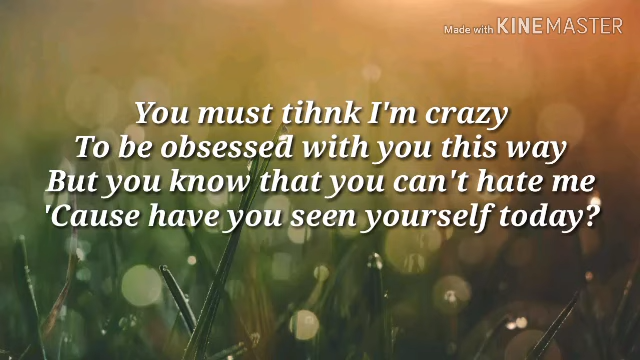 Made with KINEMASTER
You must tihnk I'm crazy
To be obsessed with you this way
But you know that you can't hate me
'Cause have you seen yourself today?